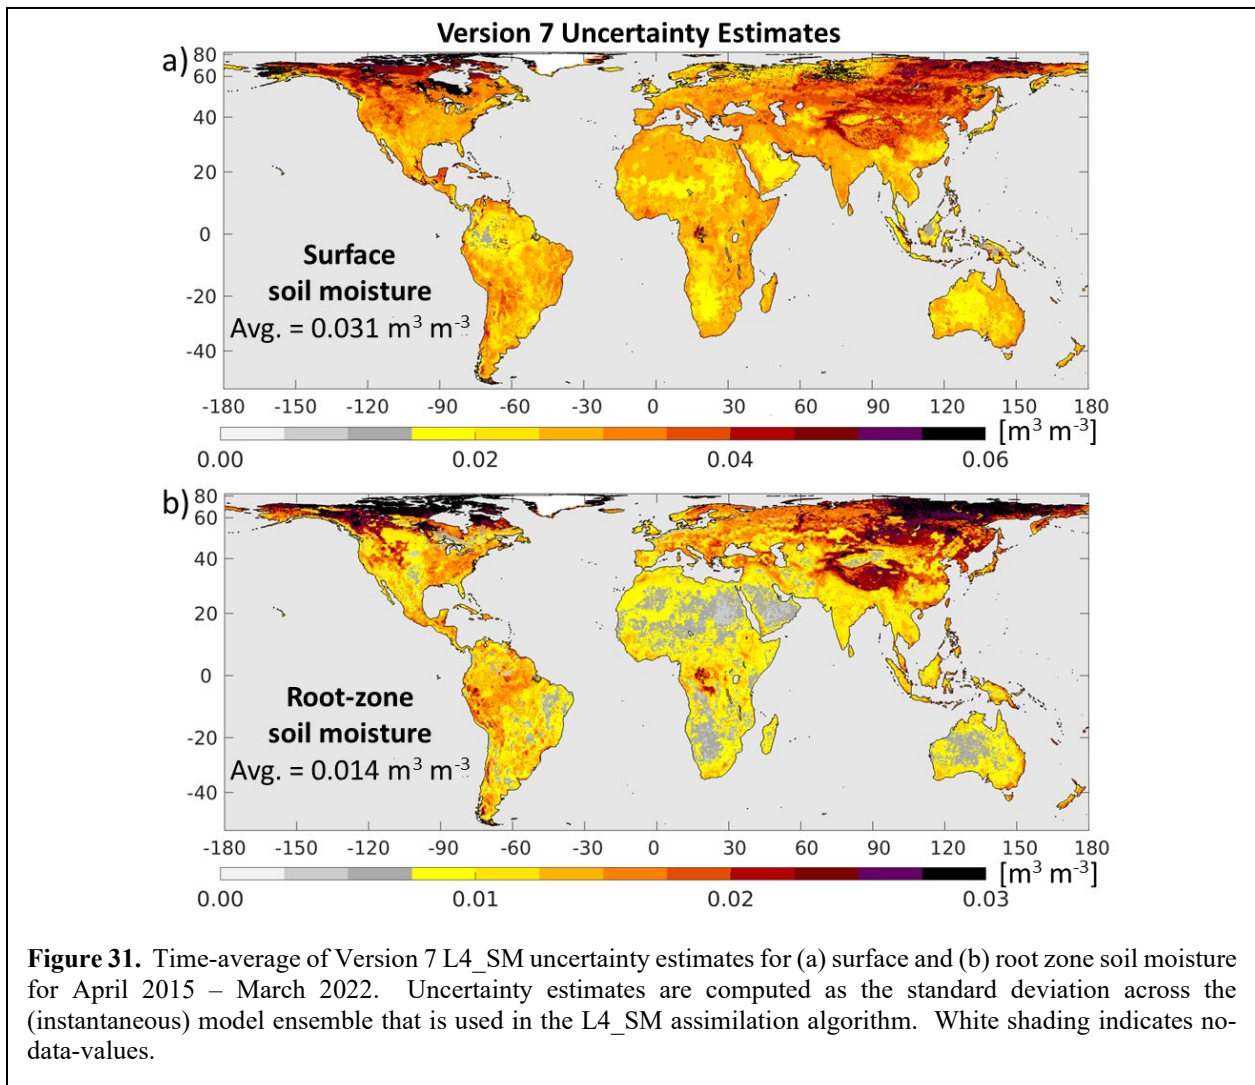 Version 7 Uncertainty Estimates
a)
80
60
40
20
0
-20
-40
Surface
soil moisture
Avg. = 0.031 m³ m⁻³
-180 -150 -120 -90 -60 -30 0 30 60 90 120 150 180
[m³ m⁻³]
0.00 0.02 0.04 0.06
b)
80
60
40
20
0
-20
-40
Root-zone
soil moisture
Avg. = 0.014 m³ m⁻³
-180 -150 -120 -90 -60 -30 0 30 60 90 120 150 180
[m³ m⁻³]
0.00 0.01 0.02 0.03
Figure 31. Time-average of Version 7 L4_SM uncertainty estimates for (a) surface and (b) root zone soil moisture
for April 2015 – March 2022. Uncertainty estimates are computed as the standard deviation across the
(instantaneous) model ensemble that is used in the L4_SM assimilation algorithm. White shading indicates no-
data-values.